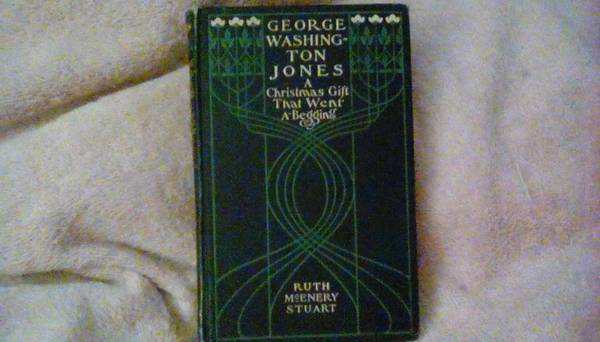 GEORGE
WASHING-
TON
JONES
A
Christmas Gift
That Went
A-Begging
RUTH
McENERY
STUART